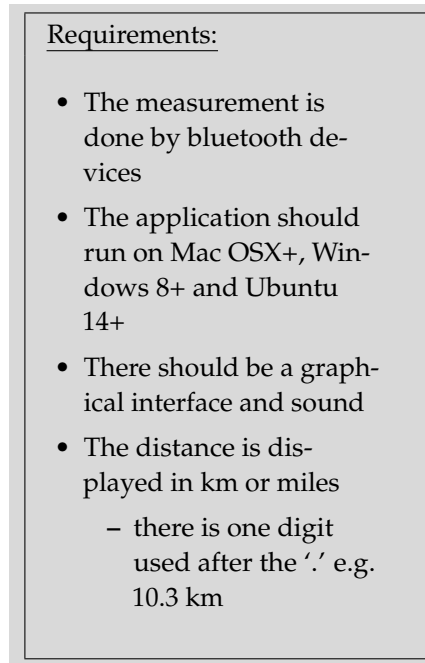 Requirements:
• The measurement is
done by bluetooth de-
vices
• The application should
run on Mac OSX+, Win-
dows 8+ and Ubuntu
14+
• There should be a graph-
ical interface and sound
• The distance is dis-
played in km or miles
– there is one digit
used after the ‘.’ e.g.
10.3 km